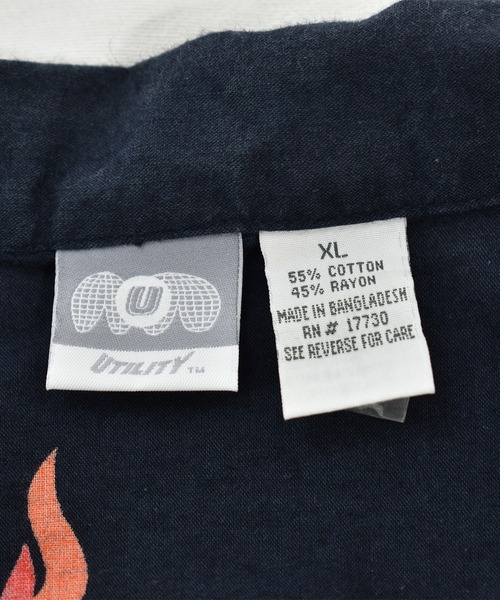 U
UTILITY™
XL
55% COTTON
45% RAYON
MADE IN BANGLADESH
RN # 17730
SEE REVERSE FOR CARE